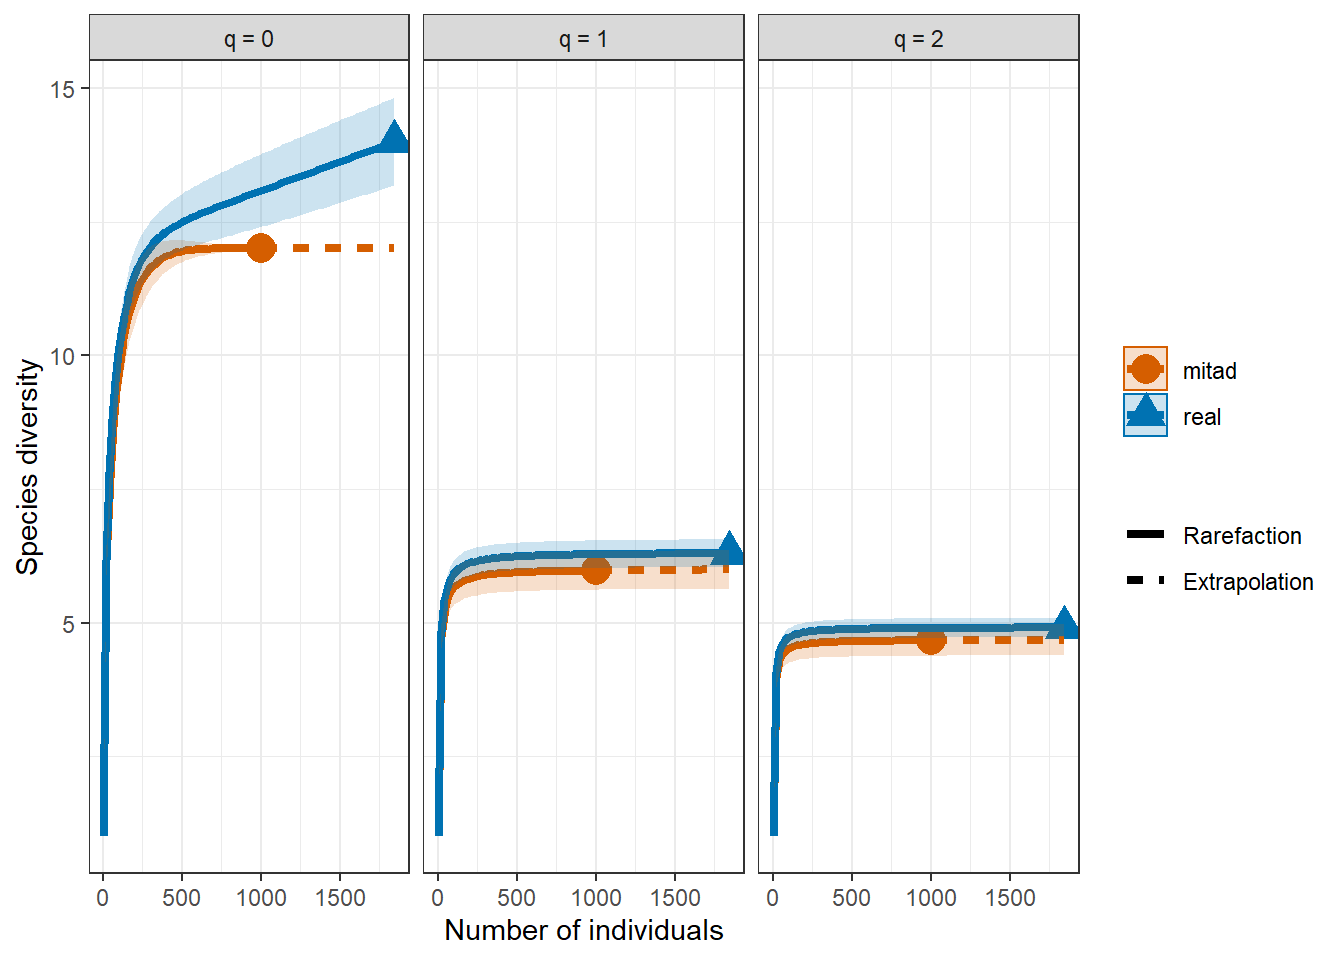 q = 0
q = 1
q = 2
15
10
5
Species diversity
0 500 1000 1500
0 500 1000 1500
0 500 1000 1500
Number of individuals
mitad
real
Rarefaction
Extrapolation